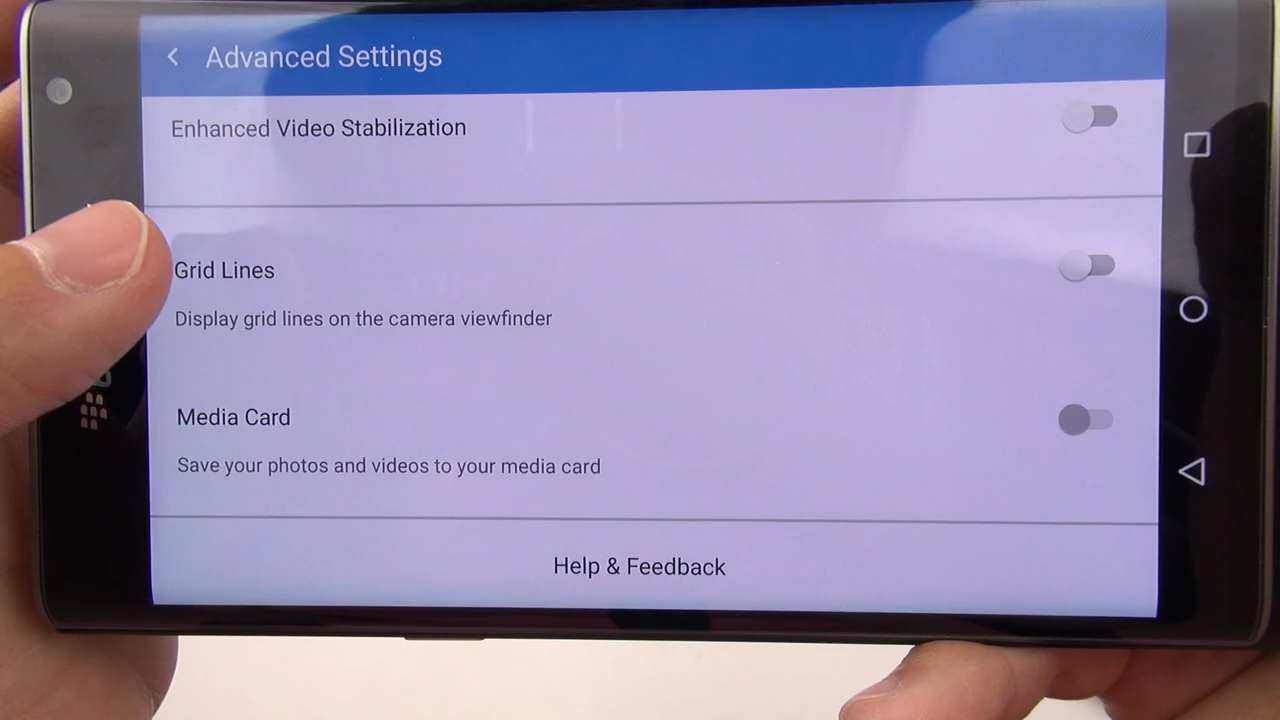 Advanced Settings
Enhanced Video Stabilization
Grid Lines
Display grid lines on the camera viewfinder
Media Card
Save your photos and videos to your media card
Help & Feedback